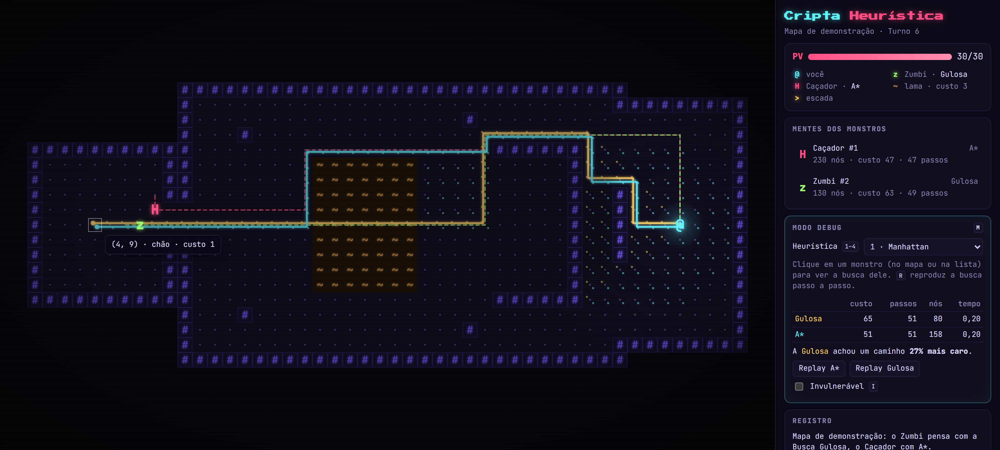 Cripta Heurística
Mapa de demonstração · Turno 6
PV 30/30
@ você z Zumbi · Gulosa
H Caçador · A* ~ lama · custo 3
> escada
MENTES DOS MONSTROS
H Caçador #1 A*
230 nós · custo 47 · 47 passos
z Zumbi #2 Gulosa
130 nós · custo 63 · 49 passos
MODO DEBUG M
Heurística 1–4 1 · Manhattan
Clique em um monstro (no mapa ou na lista)
para ver a busca dele. R reproduz a busca
passo a passo.
custo passos nós tempo
Gulosa 65 51 80 0,20
A* 51 51 158 0,20
A Gulosa achou um caminho 27% mais caro.
Replay A* Replay Gulosa
Invulnerável I
REGISTRO
Mapa de demonstração: o Zumbi pensa com a
Busca Gulosa, o Caçador com A*.
H
z
@
(4, 9) · chão · custo 1